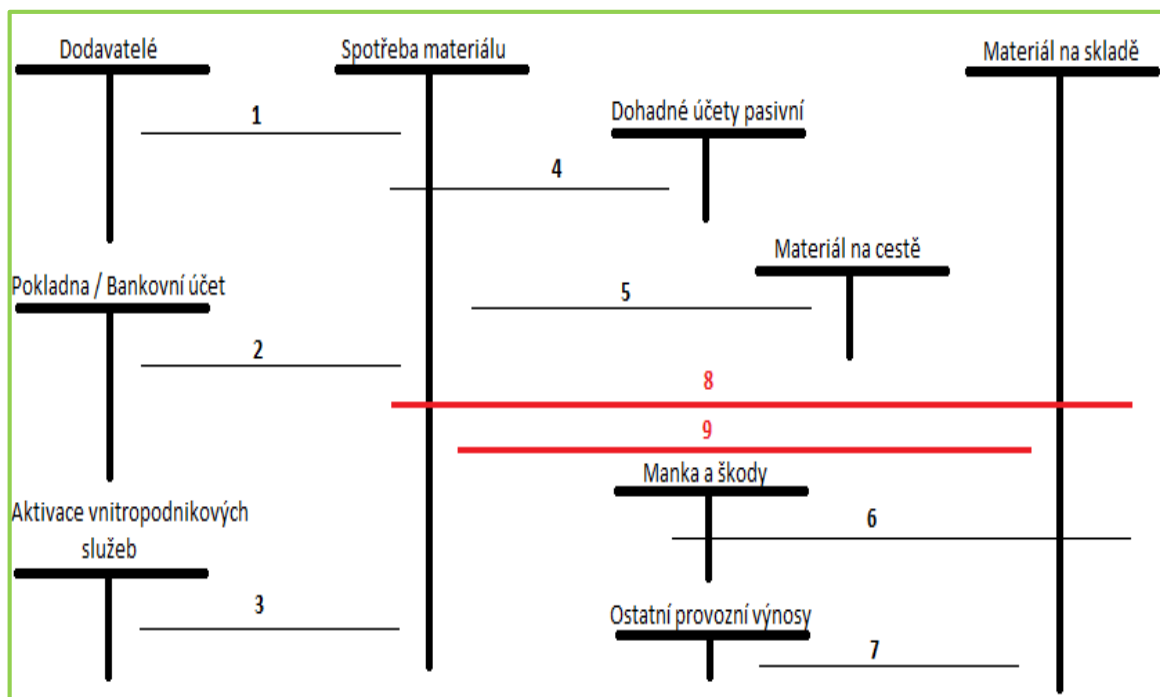 Dodavatelé
Spotřeba materiálu
Materiál na skladě
1
Dohadné účety pasivní
4
Materiál na cestě
Pokladna / Bankovní účet
5
2
8
9
Manka a škody
Aktivace vnitropodnikových
služeb
6
3
Ostatní provozní výnosy
7